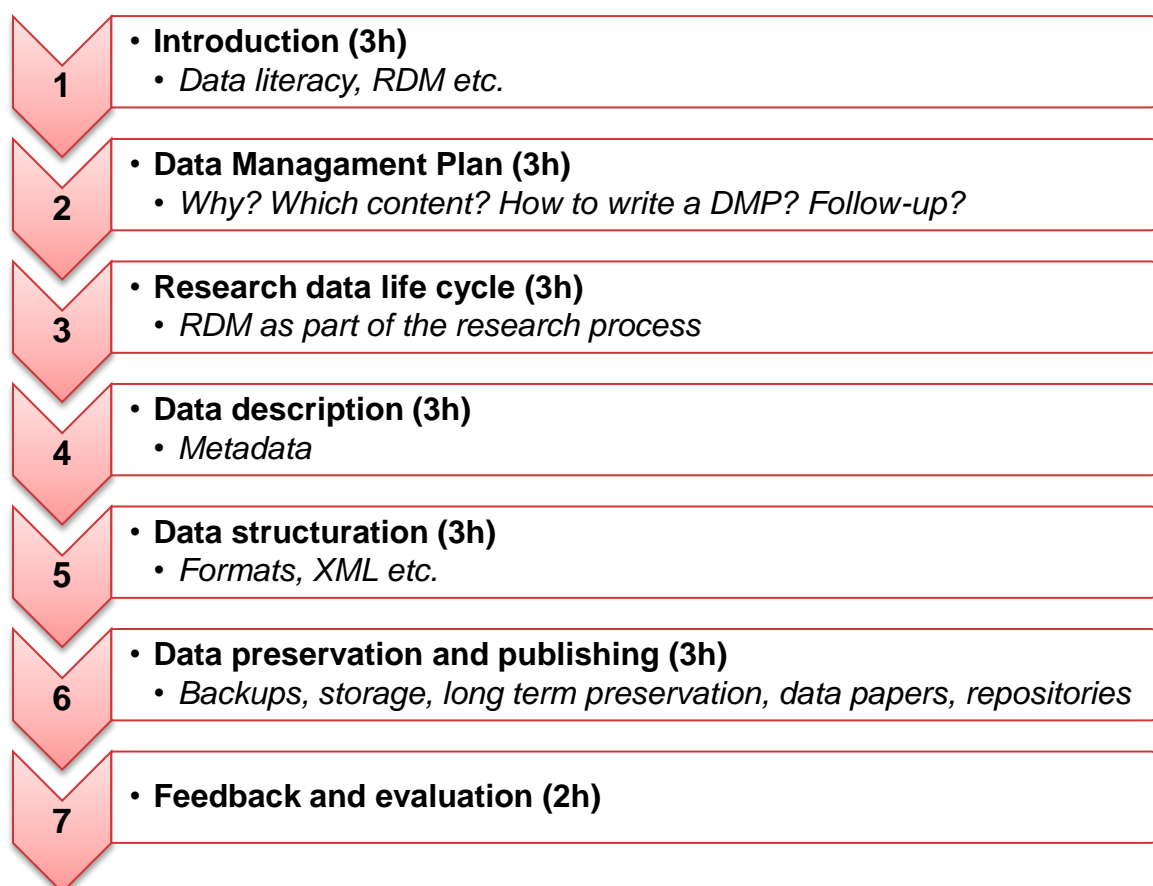 1
• Introduction (3h)
• Data literacy, RDM etc.
2
• Data Managament Plan (3h)
• Why? Which content? How to write a DMP? Follow-up?
3
• Research data life cycle (3h)
• RDM as part of the research process
4
• Data description (3h)
• Metadata
5
• Data structuration (3h)
• Formats, XML etc.
6
• Data preservation and publishing (3h)
• Backups, storage, long term preservation, data papers, repositories
7
• Feedback and evaluation (2h)